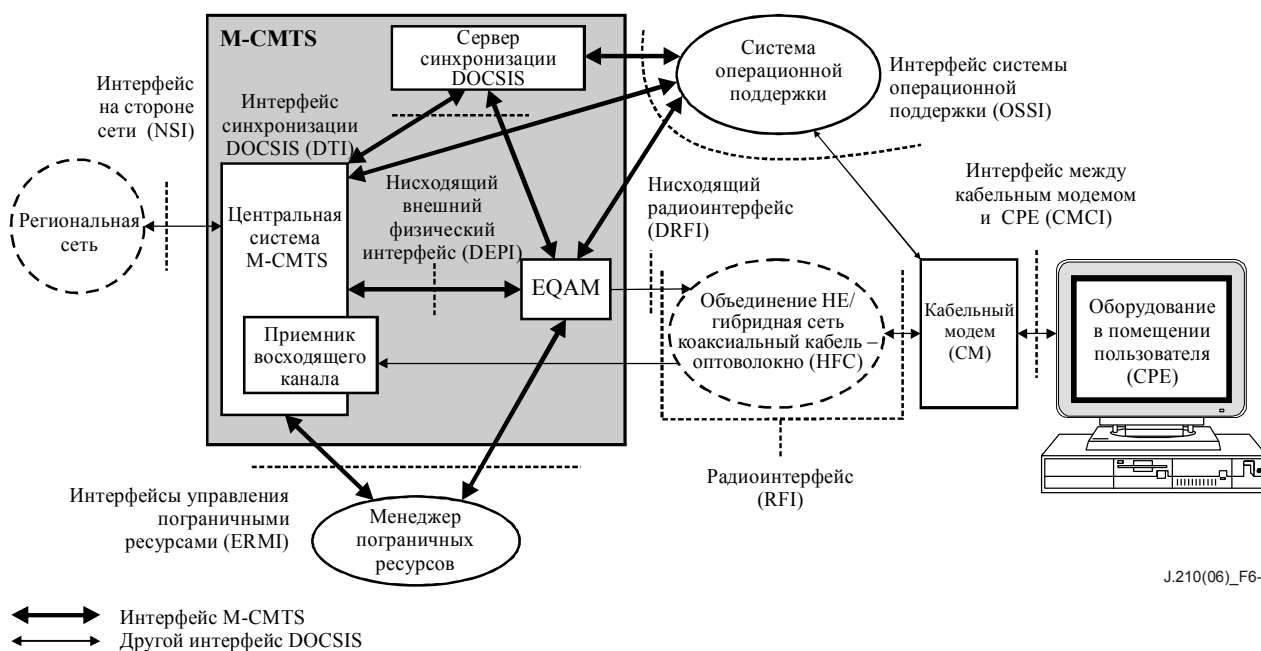 M-CMTS
Сервер
синхронизации
DOCSIS
Система
операционной
поддержки
Интерфейс системы
операционной
поддержки (OSSI)
Интерфейс
на стороне
сети (NSI)
Интерфейс
синхронизации
DOCSIS (DTI)
Региональная
сеть
Центральная
система
M-CMTS
Нисходящий
внешний
физический
интерфейс (DEPI)
EQAM
Нисходящий
радиоинтерфейс
(DRFI)
Интерфейс между
кабельным модемом
и CPE (CMCI)
Объединение HE/
гибридная сеть
коаксиальный кабель –
оптоволокно (HFC)
Кабельный
модем
(CM)
Оборудование
в помещении
пользователя
(CPE)
Приемник
восходящего
канала
Радиоинтерфейс
(RFI)
Интерфейсы управления
пограничными
ресурсами (ERMI)
Менеджер
пограничных
ресурсов
J.210(06)_F6-
Интерфейс M-CMTS
Другой интерфейс DOCSIS